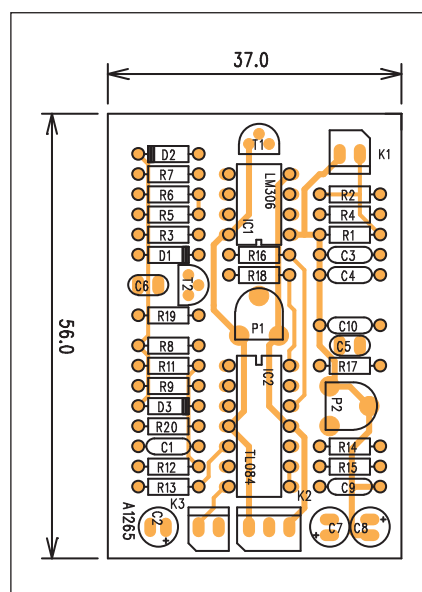 37.0
56.0
T1
K1
D2
R7
R6
R5
R3
D1
LM306
IC1
R2
R4
R1
C3
C4
R16
R18
C6
T2
R19
P1
C10
C5
R17
R8
R11
R9
D3
R20
C1
R12
R13
IC2
TL084
P2
R14
R15
C9
K3
K2
A1265
C2
+
C7
+
C8
+